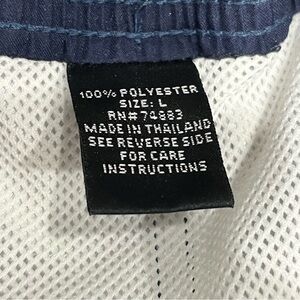 100% POLYESTER
SIZE: L
RN# 74883
MADE IN THAILAND
SEE REVERSE SIDE
FOR CARE
INSTRUCTIONS